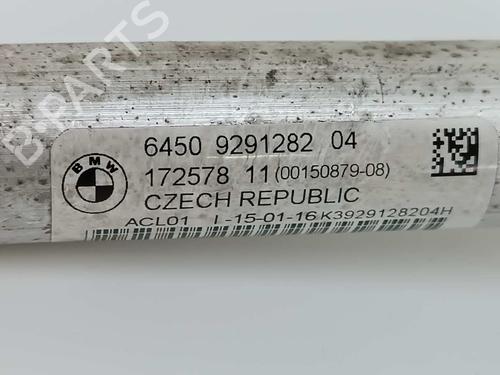 B-PARTS
BMW
6450 9291282 04
172578 11 (00150879-08)
CZECH REPUBLIC
ACL01 I-15-01-16 K3929128204H